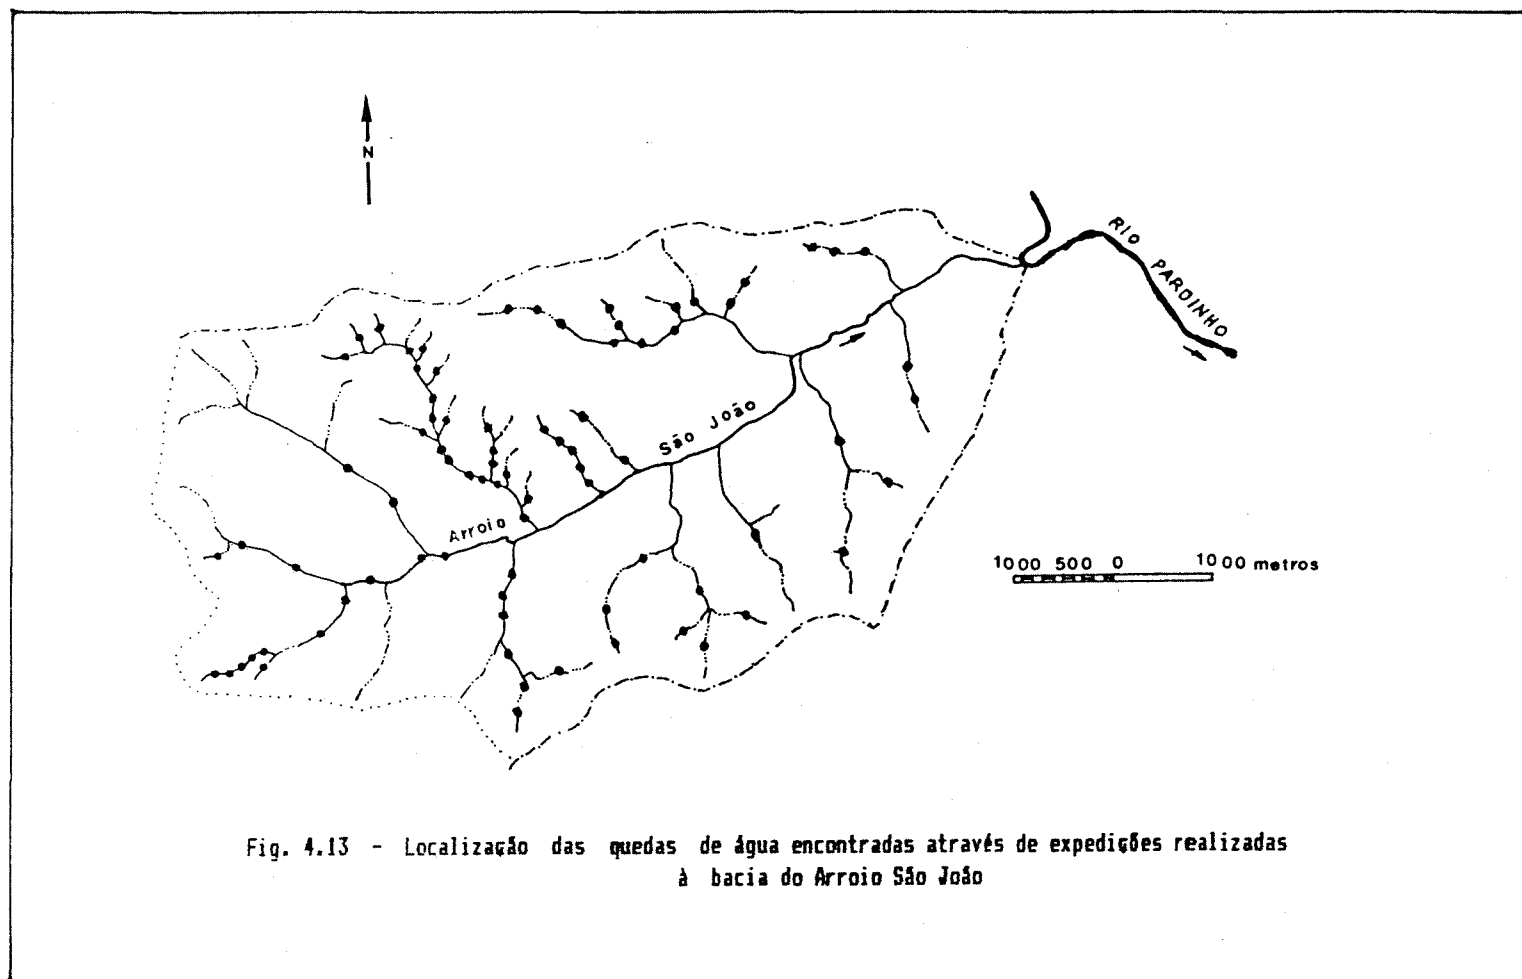 N
RIO PARDINHO
São João
Arroio
1000 500 0 1000 metros
Fig. 4.13 - Localização das quedas de água encontradas através de expedições realizadas
à bacia do Arroio São João